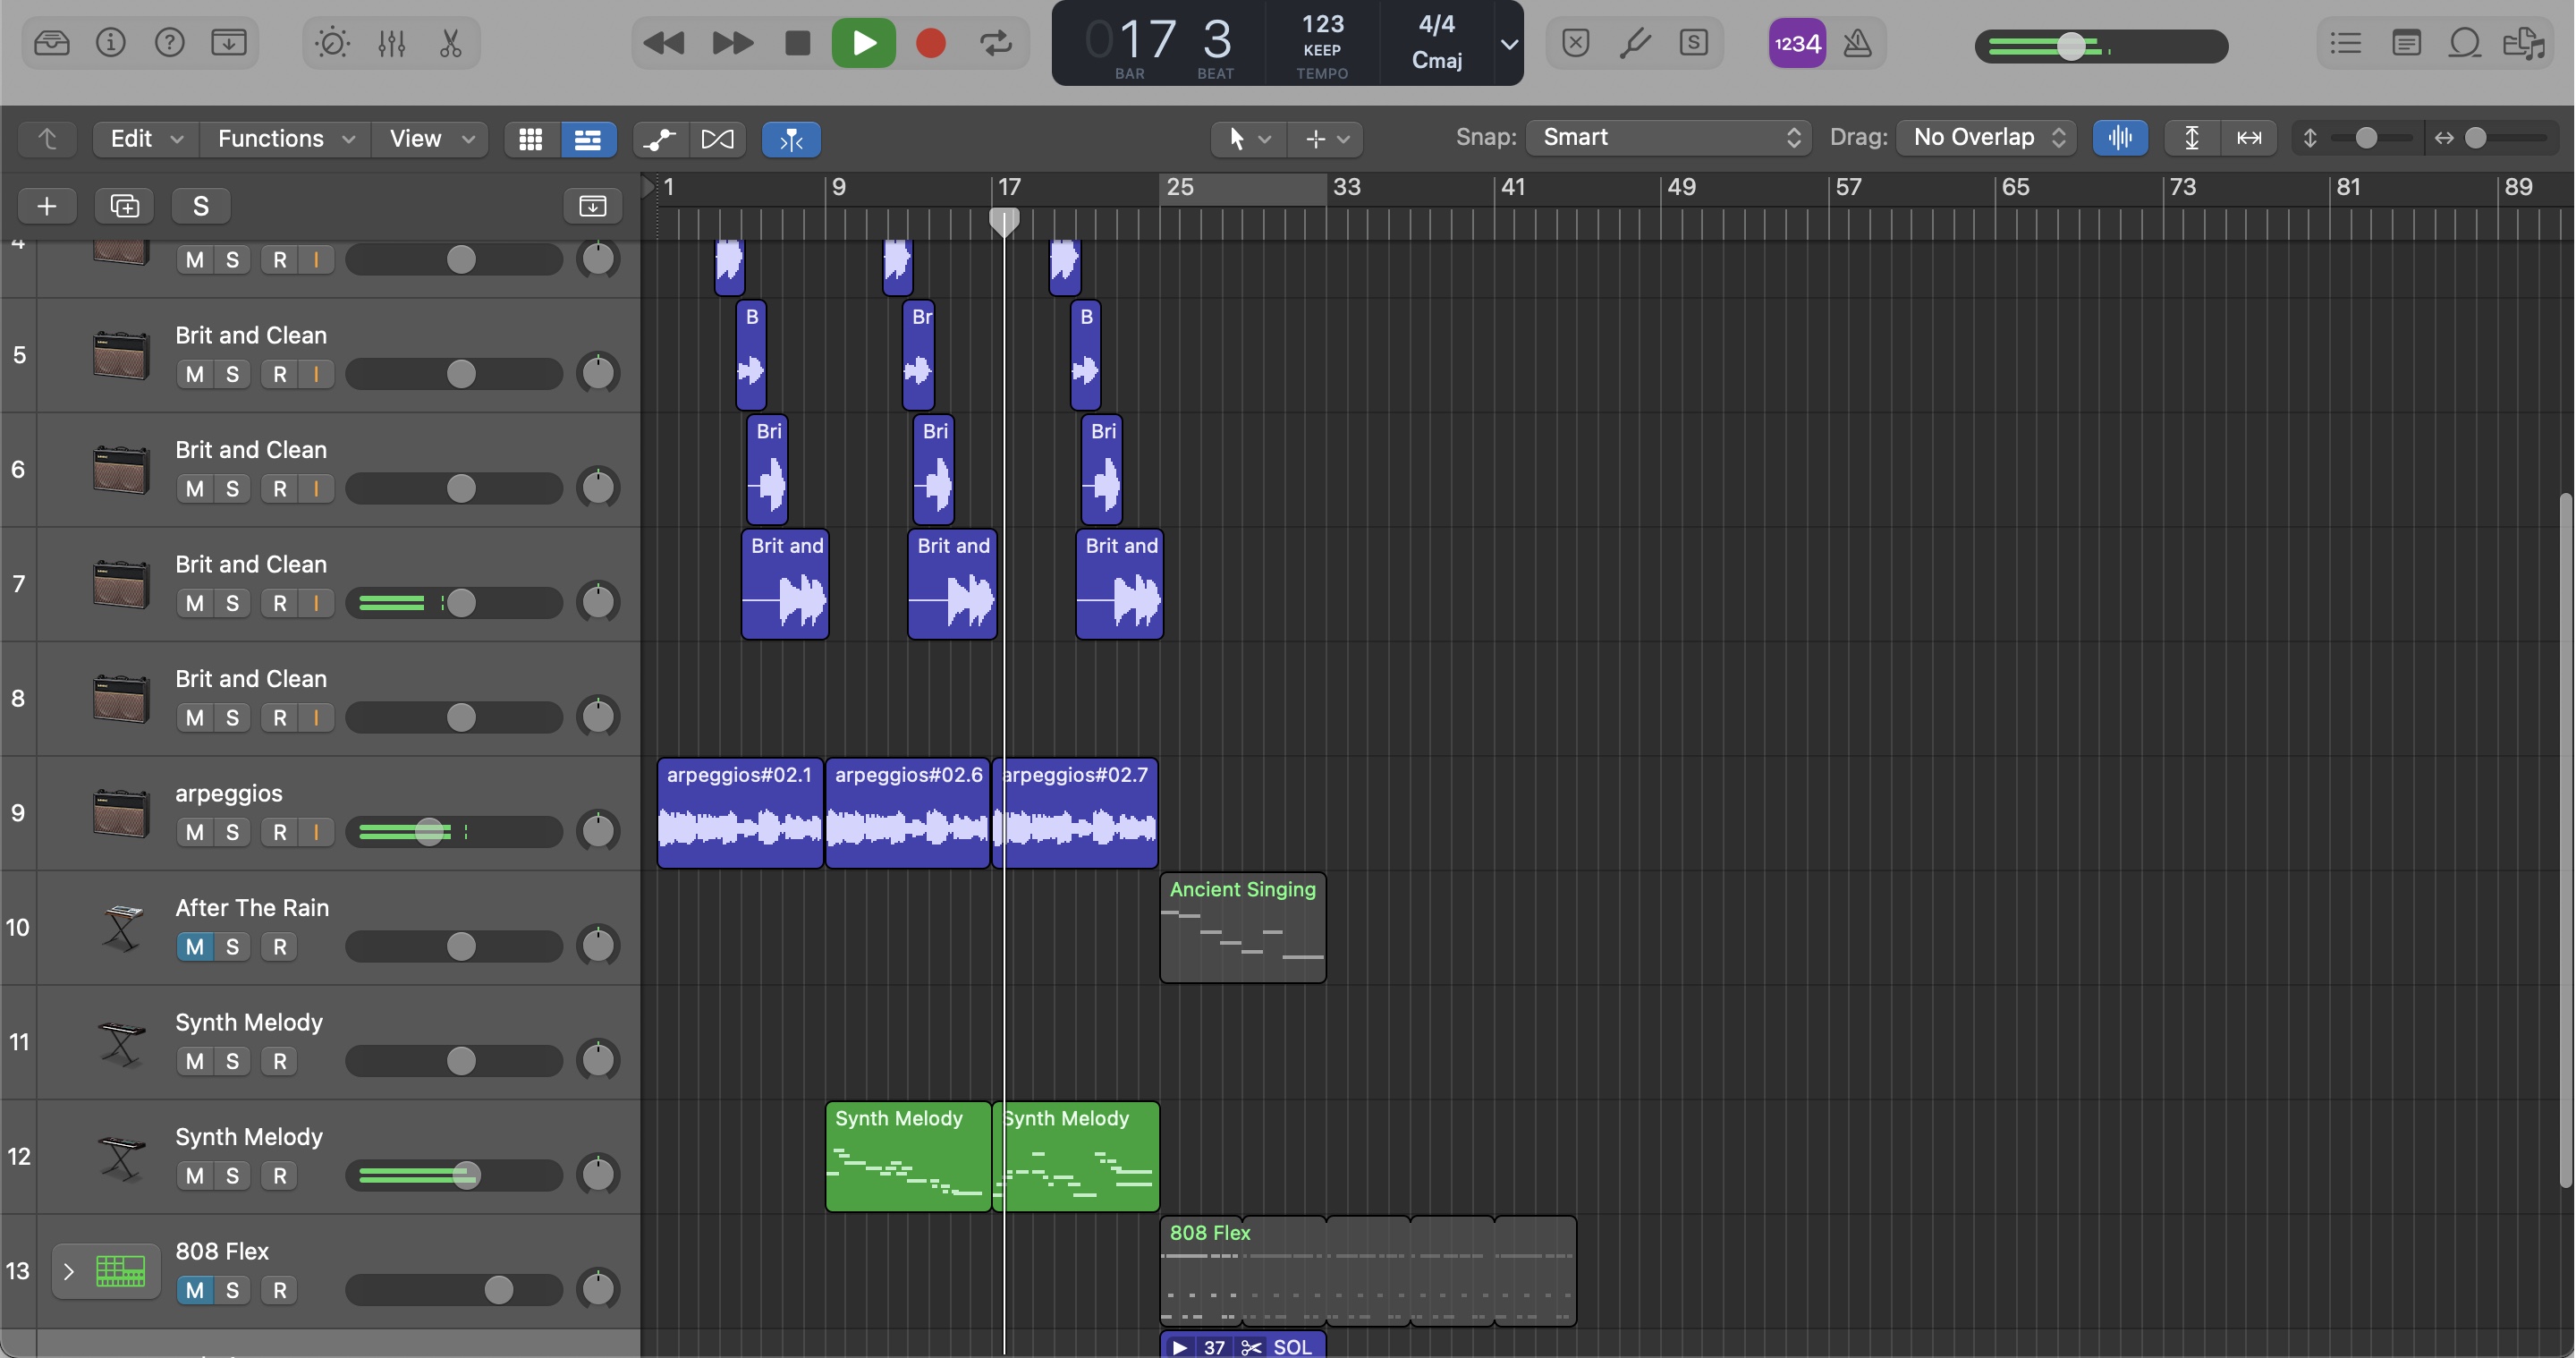 017 3
BAR BEAT
123
KEEP
TEMPO
4/4
Cmaj
S
1234
Edit Functions View
Snap: Smart
Drag: No Overlap
S
1 9 17 25 33 41 49 57 65 73 81 89
4
M S R I
5
Brit and Clean
M S R I
B
Br
B
6
Brit and Clean
M S R I
Bri
Bri
Bri
7
Brit and Clean
M S R I
Brit and
Brit and
Brit and
8
Brit and Clean
M S R I
9
arpeggios
M S R I
arpeggios#02.1
arpeggios#02.6
arpeggios#02.7
10
After The Rain
M S R
Ancient Singing
11
Synth Melody
M S R
12
Synth Melody
M S R
Synth Melody
Synth Melody
13
808 Flex
M S R
808 Flex
37 SOL